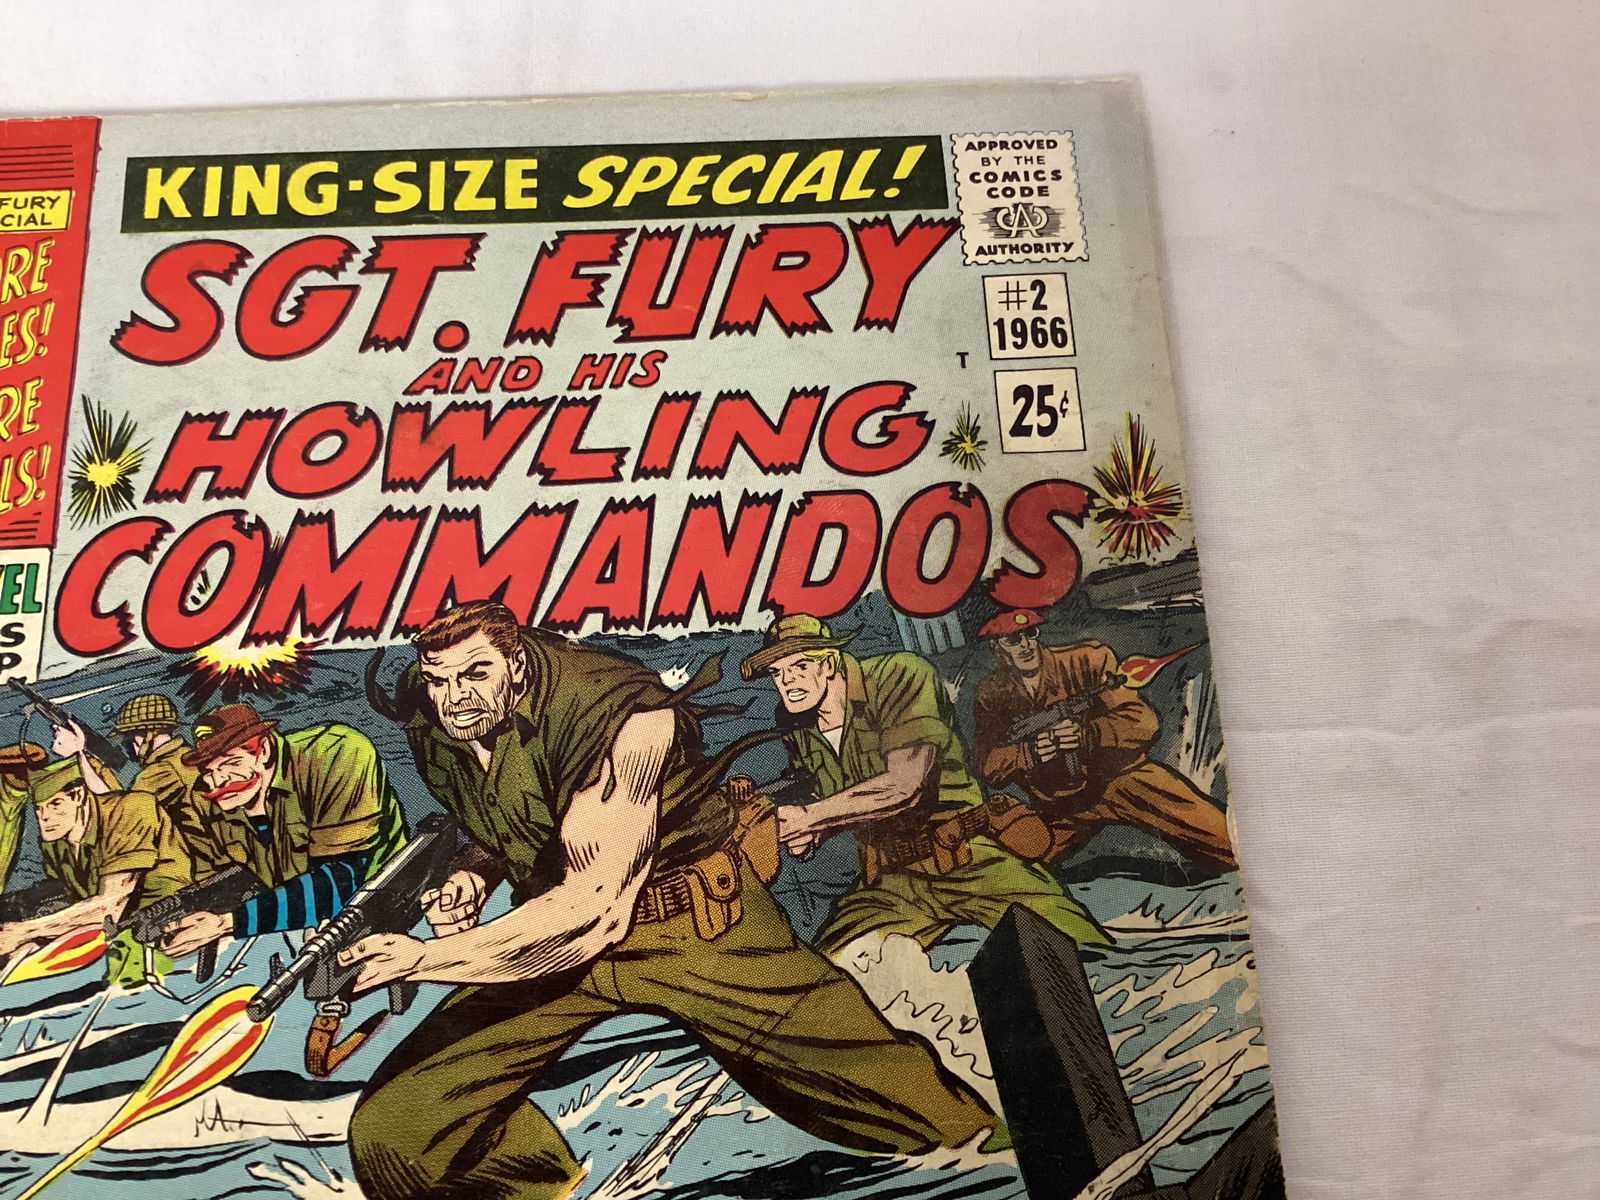 KING-SIZE SPECIAL!
SGT. FURY
AND HIS
HOWLING
COMMANDOS
APPROVED
BY THE
COMICS
CODE
CA
AUTHORITY
#2
1966
T
25¢
FURY